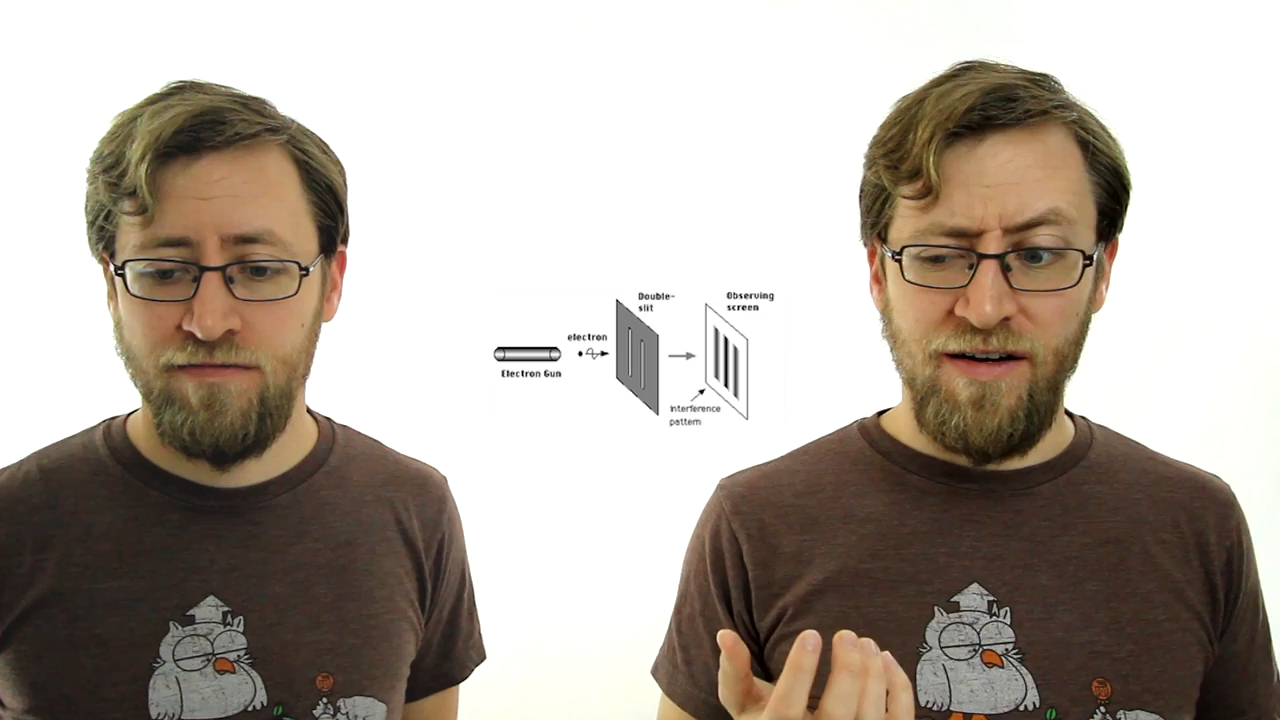 Double-
slit
Observing
screen
electron
Electron Gun
interference
pattern